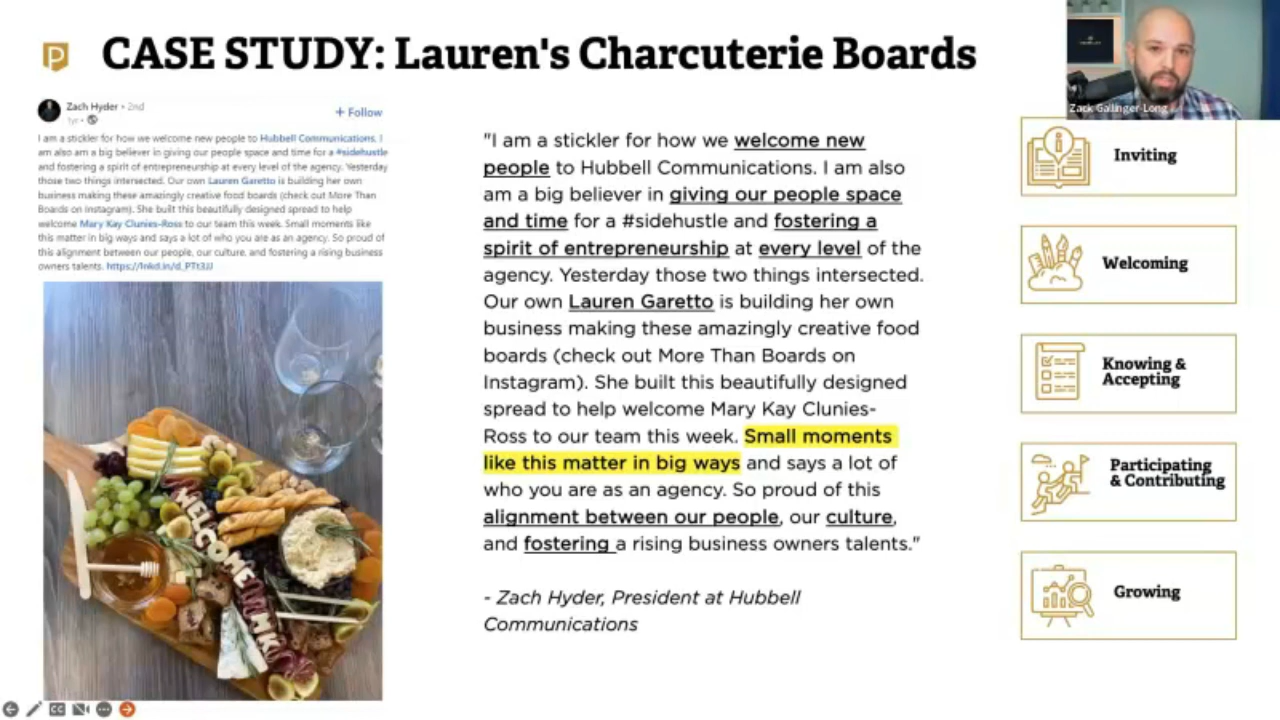 CASE STUDY: Lauren's Charcuterie Boards
Zack Gallinger-Long
Zach Hyder • 2nd
1yr •
+ Follow
I am a stickler for how we welcome new people to Hubbell Communications. I
am also am a big believer in giving our people space and time for a #sidehustle
and fostering a spirit of entrepreneurship at every level of the agency. Yesterday
those two things intersected. Our own Lauren Garetto is building her own
business making these amazingly creative food boards (check out More Than
Boards on Instagram). She built this beautifully designed spread to help
welcome Mary Kay Clunies-Ross to our team this week. Small moments like
this matter in big ways and says a lot of who you are as an agency. So proud of
this alignment between our people, our culture, and fostering a rising business
owners talents. https://lnkd.in/d_PTt3JJ
WELCOME MK
"I am a stickler for how we welcome new
people to Hubbell Communications. I am also
am a big believer in giving our people space
and time for a #sidehustle and fostering a
spirit of entrepreneurship at every level of the
agency. Yesterday those two things intersected.
Our own Lauren Garetto is building her own
business making these amazingly creative food
boards (check out More Than Boards on
Instagram). She built this beautifully designed
spread to help welcome Mary Kay Clunies-
Ross to our team this week. Small moments
like this matter in big ways and says a lot of
who you are as an agency. So proud of this
alignment between our people, our culture,
and fostering a rising business owners talents."
- Zach Hyder, President at Hubbell
Communications
Inviting
Welcoming
Knowing &
Accepting
Participating
& Contributing
Growing